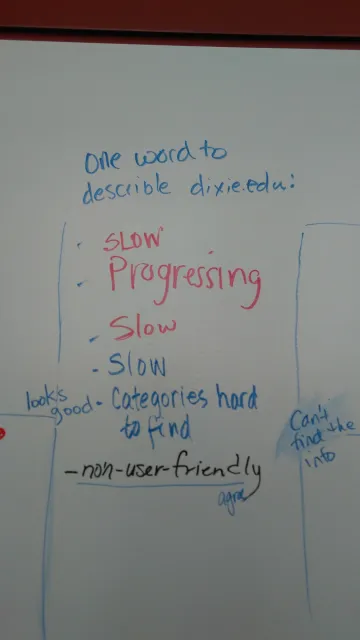 One word to
describle dixie.edu:
· SLOW
· Progressing
· Slow
· SLOW
look's
good
· Categories hard
to find
- non-user-friendly
agree
Can't
find the
info